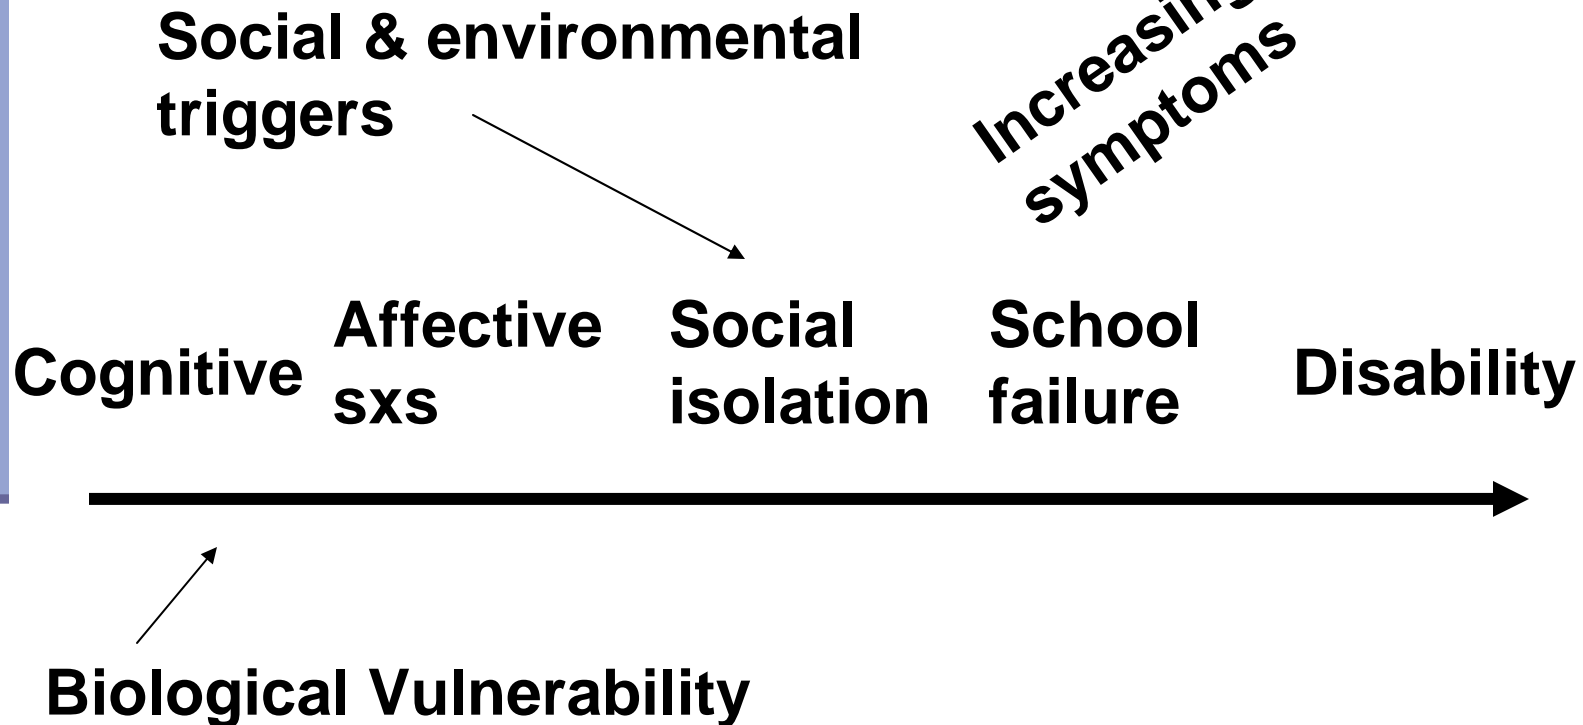 Social & environmental
triggers
Increasing
symptoms
Cognitive
Affective
sxs
Social
isolation
School
failure
Disability
Biological Vulnerability